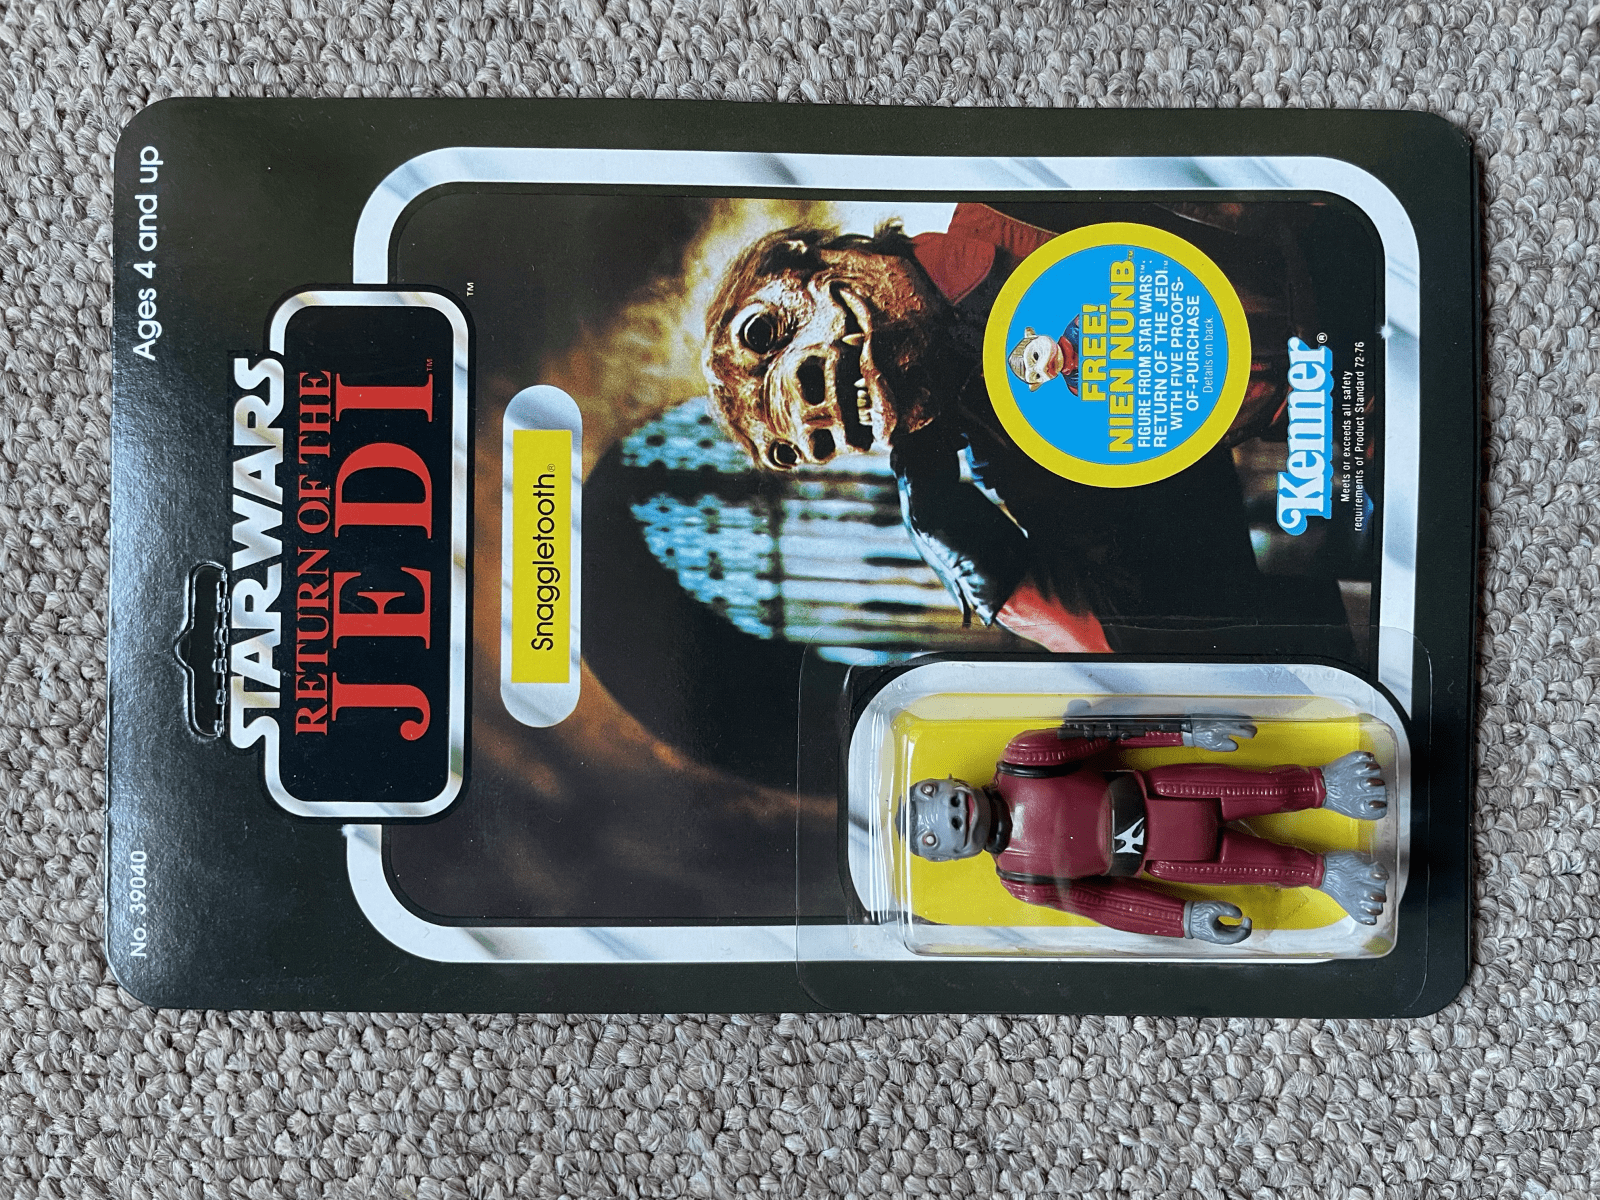 No. 39040
Ages 4 and up
STAR WARS
RETURN OF THE
JEDI™
™
Snaggletooth®
FREE!
NIEN NUNB™
FIGURE FROM STAR WARS™:
RETURN OF THE JEDI™
WITH FIVE PROOFS-
OF-PURCHASE
Details on back.
Kenner®
Meets or exceeds all safety
requirements of Product Standard 72-76